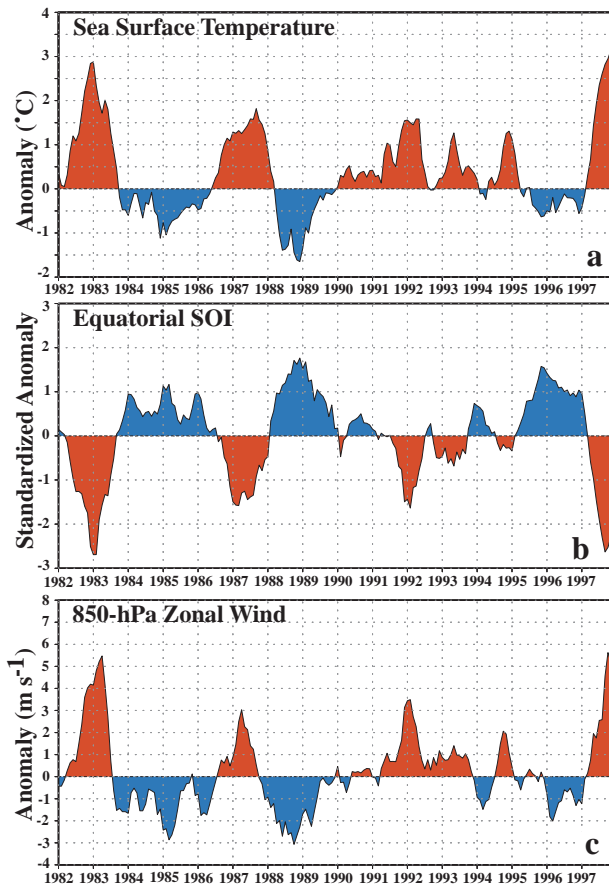 Sea Surface Temperature
Anomaly (°C)
4
3
2
1
0
-1
-2
1982 1983 1984 1985 1986 1987 1988 1989 1990 1991 1992 1993 1994 1995 1996 1997
a
Equatorial SOI
Standardized Anomaly
3
2
1
0
-1
-2
-3
1982 1983 1984 1985 1986 1987 1988 1989 1990 1991 1992 1993 1994 1995 1996 1997
b
850-hPa Zonal Wind
Anomaly (m s-1)
8
7
6
5
4
3
2
1
0
-1
-2
-3
-4
1982 1983 1984 1985 1986 1987 1988 1989 1990 1991 1992 1993 1994 1995 1996 1997
c